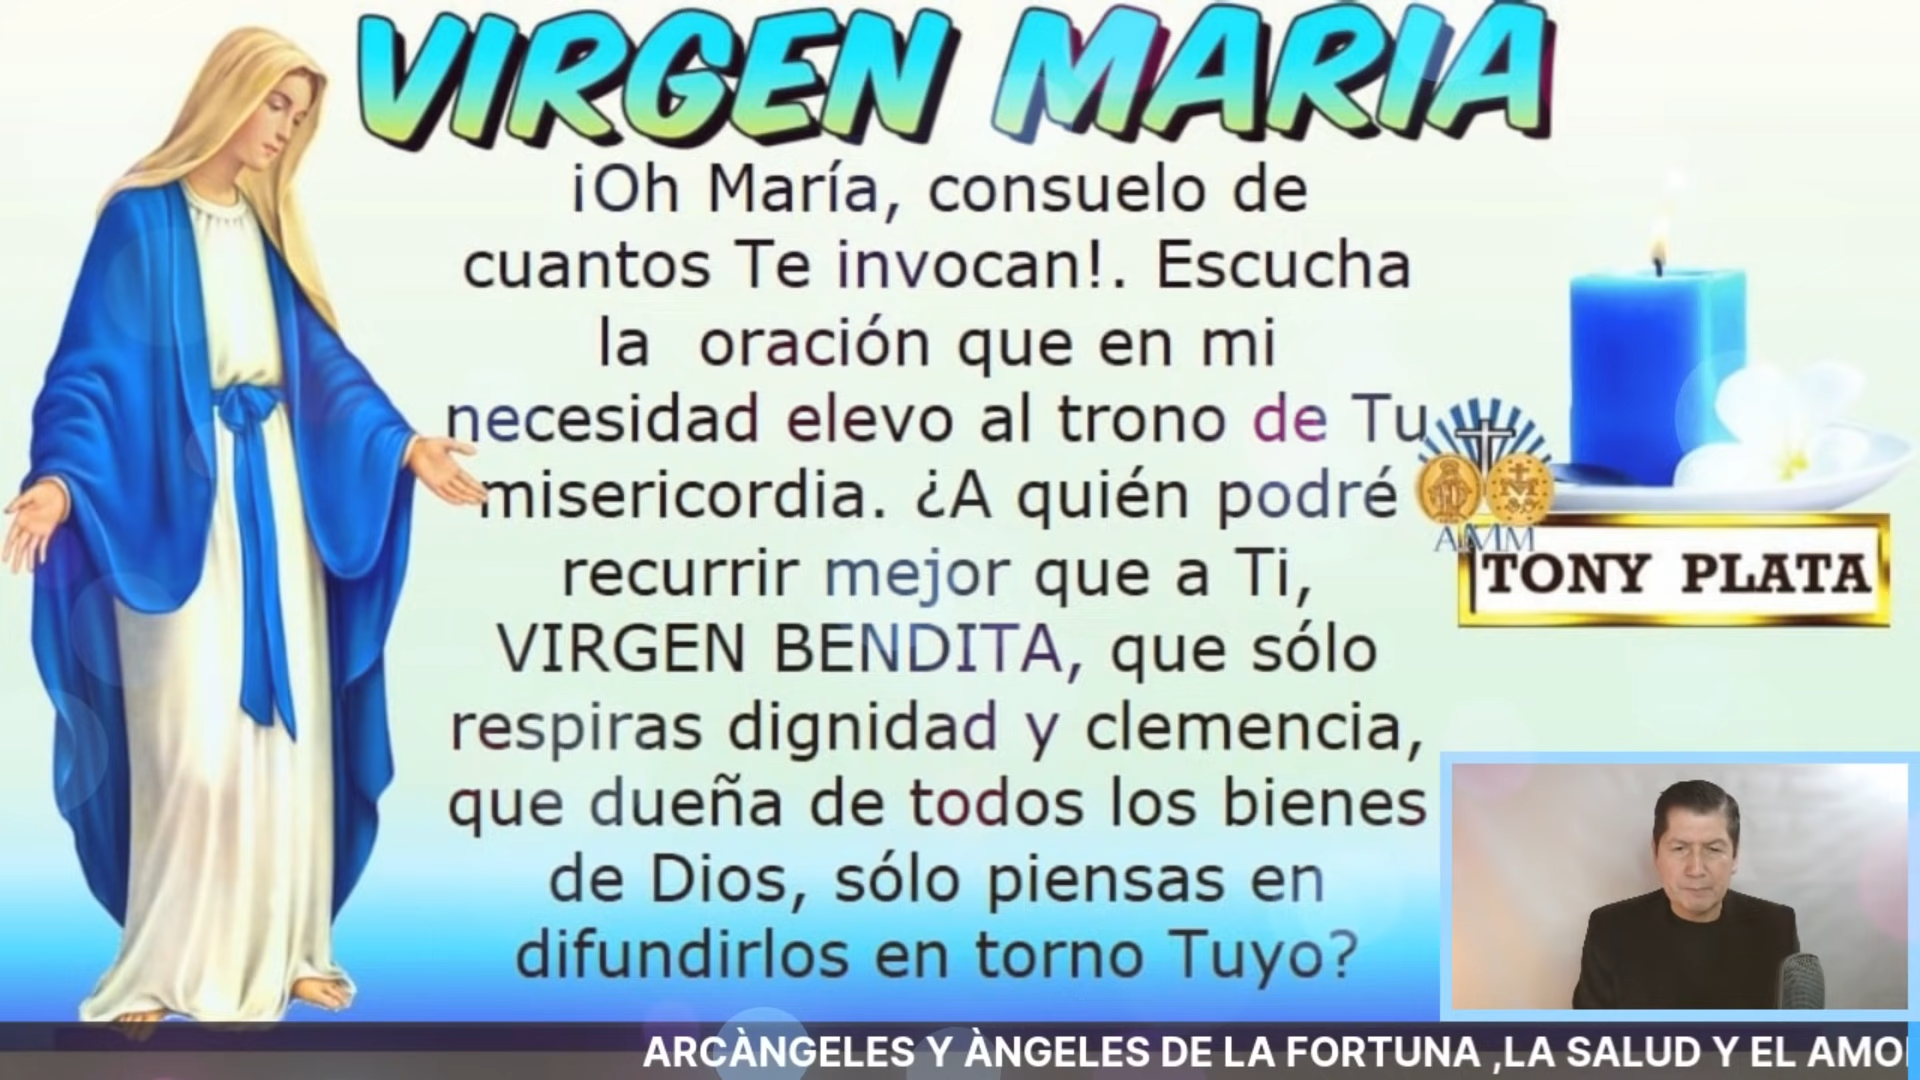 VIRGEN MARIA
¡Oh María, consuelo de
cuantos Te invocan!. Escucha
la oración que en mi
necesidad elevo al trono de Tu
misericordia. ¿A quién podré
recurrir mejor que a Ti,
VIRGEN BENDITA, que sólo
respiras dignidad y clemencia,
que dueña de todos los bienes
de Dios, sólo piensas en
difundirlos en torno Tuyo?
AMM
TONY PLATA
ARCÀNGELES Y ÀNGELES DE LA FORTUNA ,LA SALUD Y EL AMO